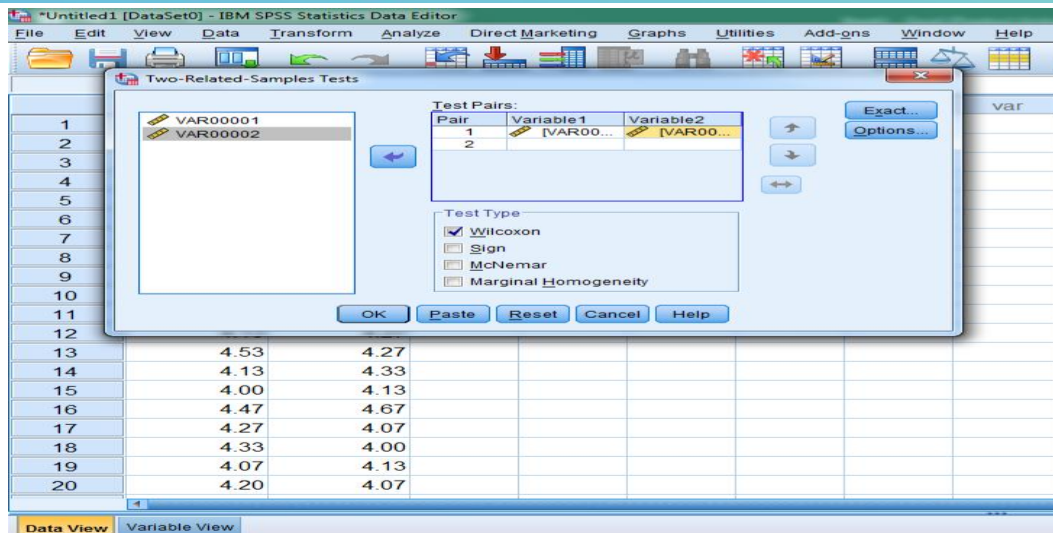 *Untitled1 [DataSet0] - IBM SPSS Statistics Data Editor
File Edit View Data Transform Analyze Direct Marketing Graphs Utilities Add-ons Window Help
Two-Related-Samples Tests
var
VAR00001
VAR00002
Test Pairs:
Pair Variable1 Variable2
1 [VAR00... [VAR00...
2
Exact...
Options...
Test Type
Wilcoxon
Sign
McNemar
Marginal Homogeneity
OK Paste Reset Cancel Help
1
2
3
4
5
6
7
8
9
10
11
12
13 4.53 4.27
14 4.13 4.33
15 4.00 4.13
16 4.47 4.67
17 4.27 4.07
18 4.33 4.00
19 4.07 4.13
20 4.20 4.07
Data View Variable View